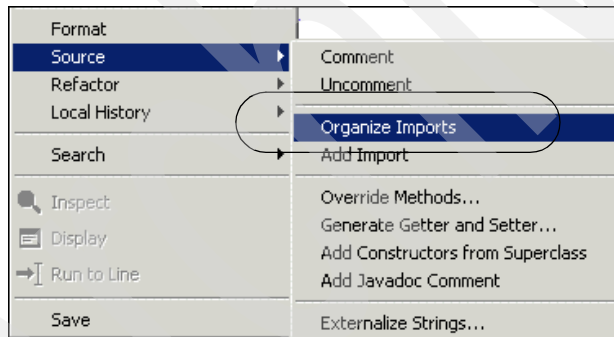 Format
Source
Refactor
Local History
Search
Inspect
Display
Run to Line
Save
Comment
Uncomment
Organize Imports
Add Import
Override Methods...
Generate Getter and Setter...
Add Constructors from Superclass
Add Javadoc Comment
Externalize Strings...